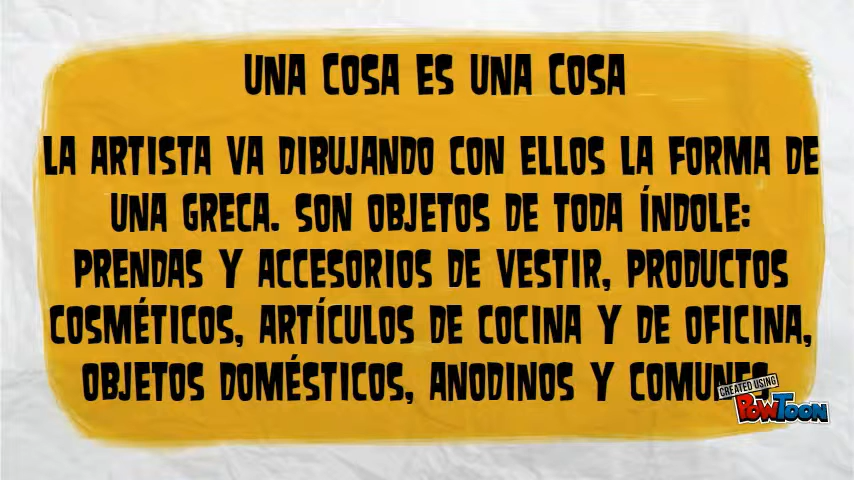 UNA COSA ES UNA COSA
LA ARTISTA VA DIBUJANDO CON ELLOS LA FORMA DE
UNA GRECA. SON OBJETOS DE TODA ÍNDOLE:
PRENDAS Y ACCESORIOS DE VESTIR, PRODUCTOS
COSMÉTICOS, ARTÍCULOS DE COCINA Y DE OFICINA,
OBJETOS DOMÉSTICOS, ANODINOS Y COMUNES
CREATED USING
POWTOON